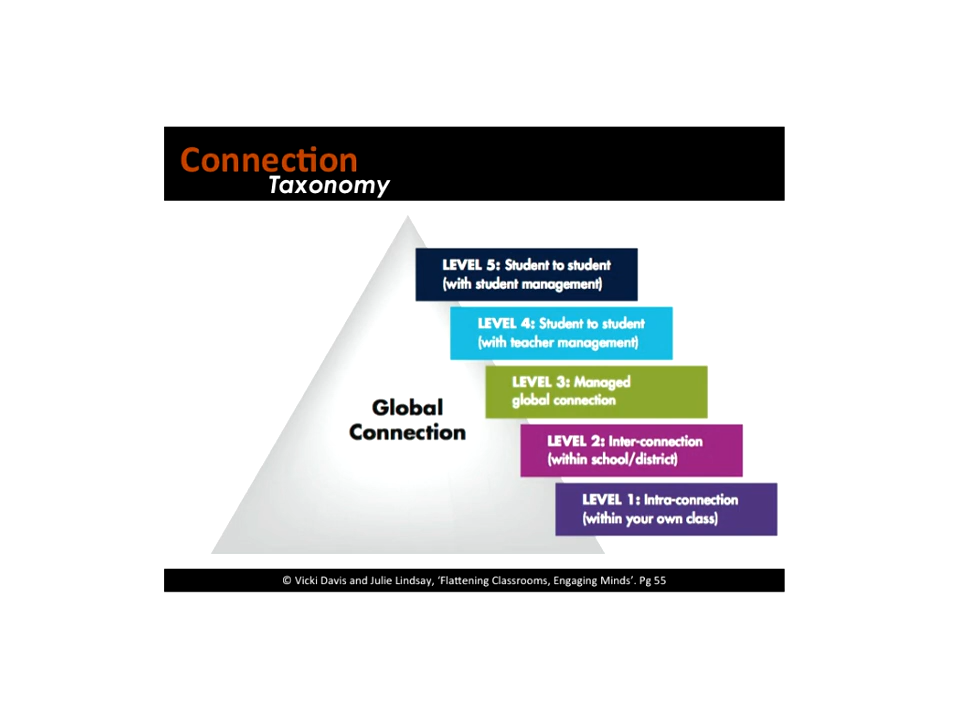 Connection
Taxonomy
LEVEL 5: Student to student
(with student management)
LEVEL 4: Student to student
(with teacher management)
LEVEL 3: Managed
global connection
Global
Connection
LEVEL 2: Inter-connection
(within school/district)
LEVEL 1: Intra-connection
(within your own class)
© Vicki Davis and Julie Lindsay, ‘Flattening Classrooms, Engaging Minds’. Pg 55